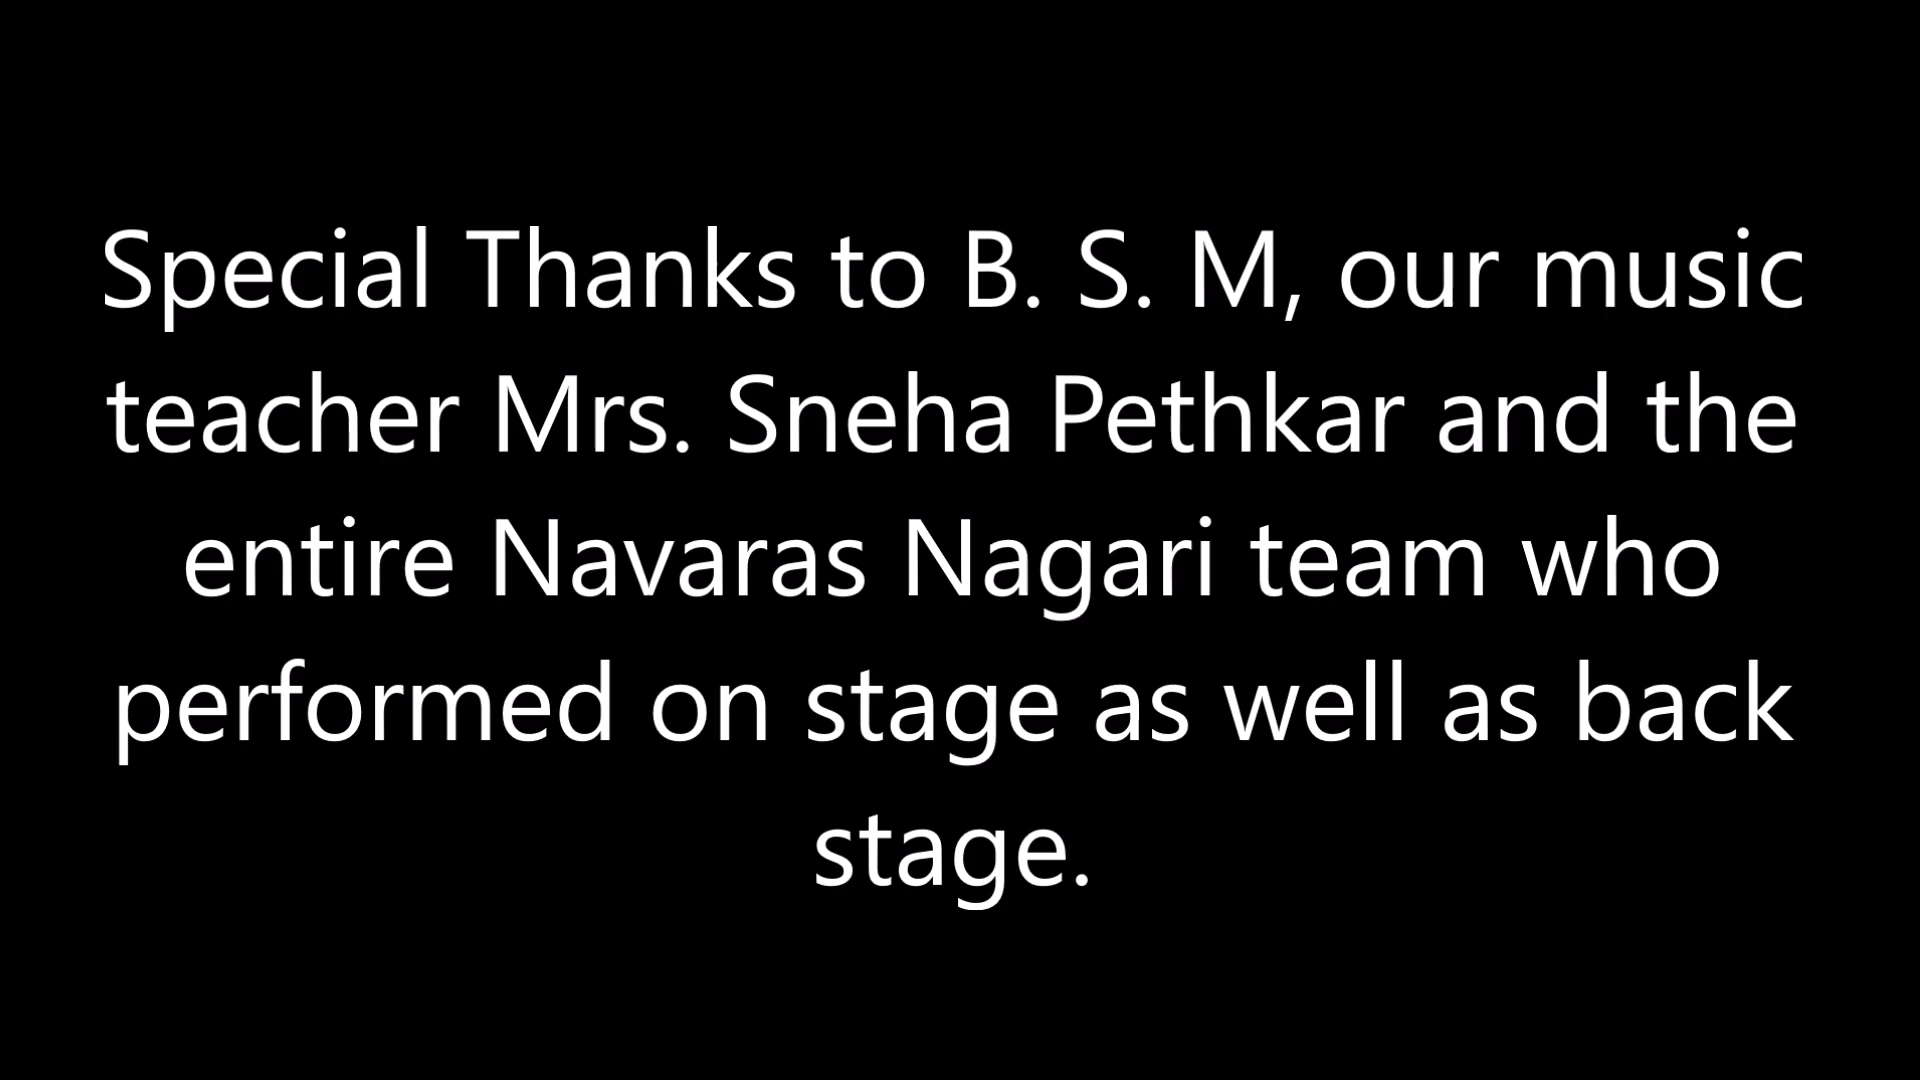 Special Thanks to B. S. M, our music
teacher Mrs. Sneha Pethkar and the
entire Navaras Nagari team who
performed on stage as well as back
stage.